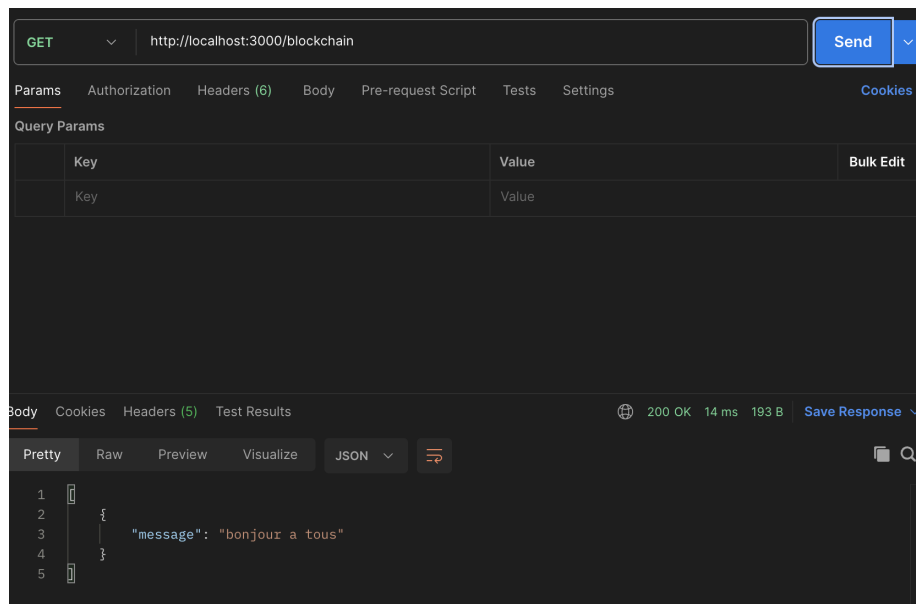 GET http://localhost:3000/blockchain Send
Params Authorization Headers (6) Body Pre-request Script Tests Settings Cookies
Query Params
Key Value Bulk Edit
Key Value
Body Cookies Headers (5) Test Results 200 OK 14 ms 193 B Save Response
Pretty Raw Preview Visualize JSON
1 [
2 {
3 "message": "bonjour a tous"
4 }
5 ]